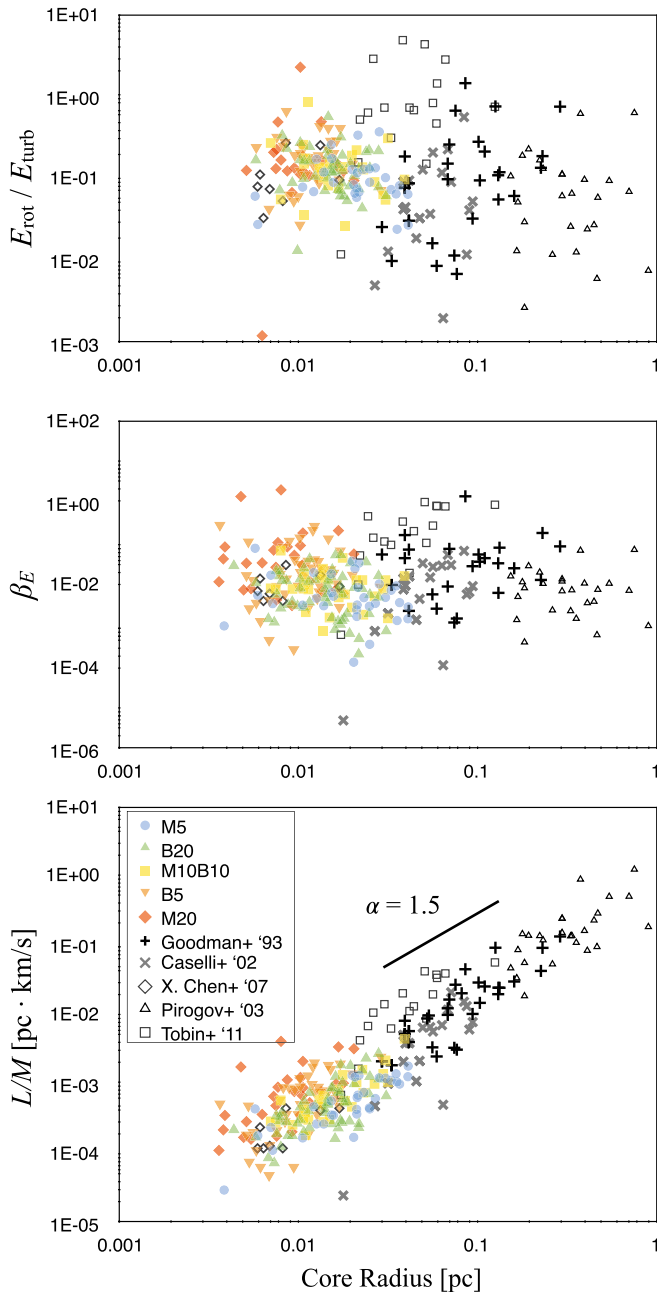 1E+01
1E+00
1E-01
1E-02
1E-03
E_rot / E_turb
0.001
0.01
0.1
1
1E+02
1E+00
1E-02
1E-04
1E-06
β_E
0.001
0.01
0.1
1
1E+01
1E+00
1E-01
1E-02
1E-03
1E-04
1E-05
L/M [pc · km/s]
M5
B20
M10B10
B5
M20
Goodman+ ‘93
Caselli+ ‘02
X. Chen+ ‘07
Pirogov+ ‘03
Tobin+ ‘11
α = 1.5
0.001
0.01
0.1
1
Core Radius [pc]